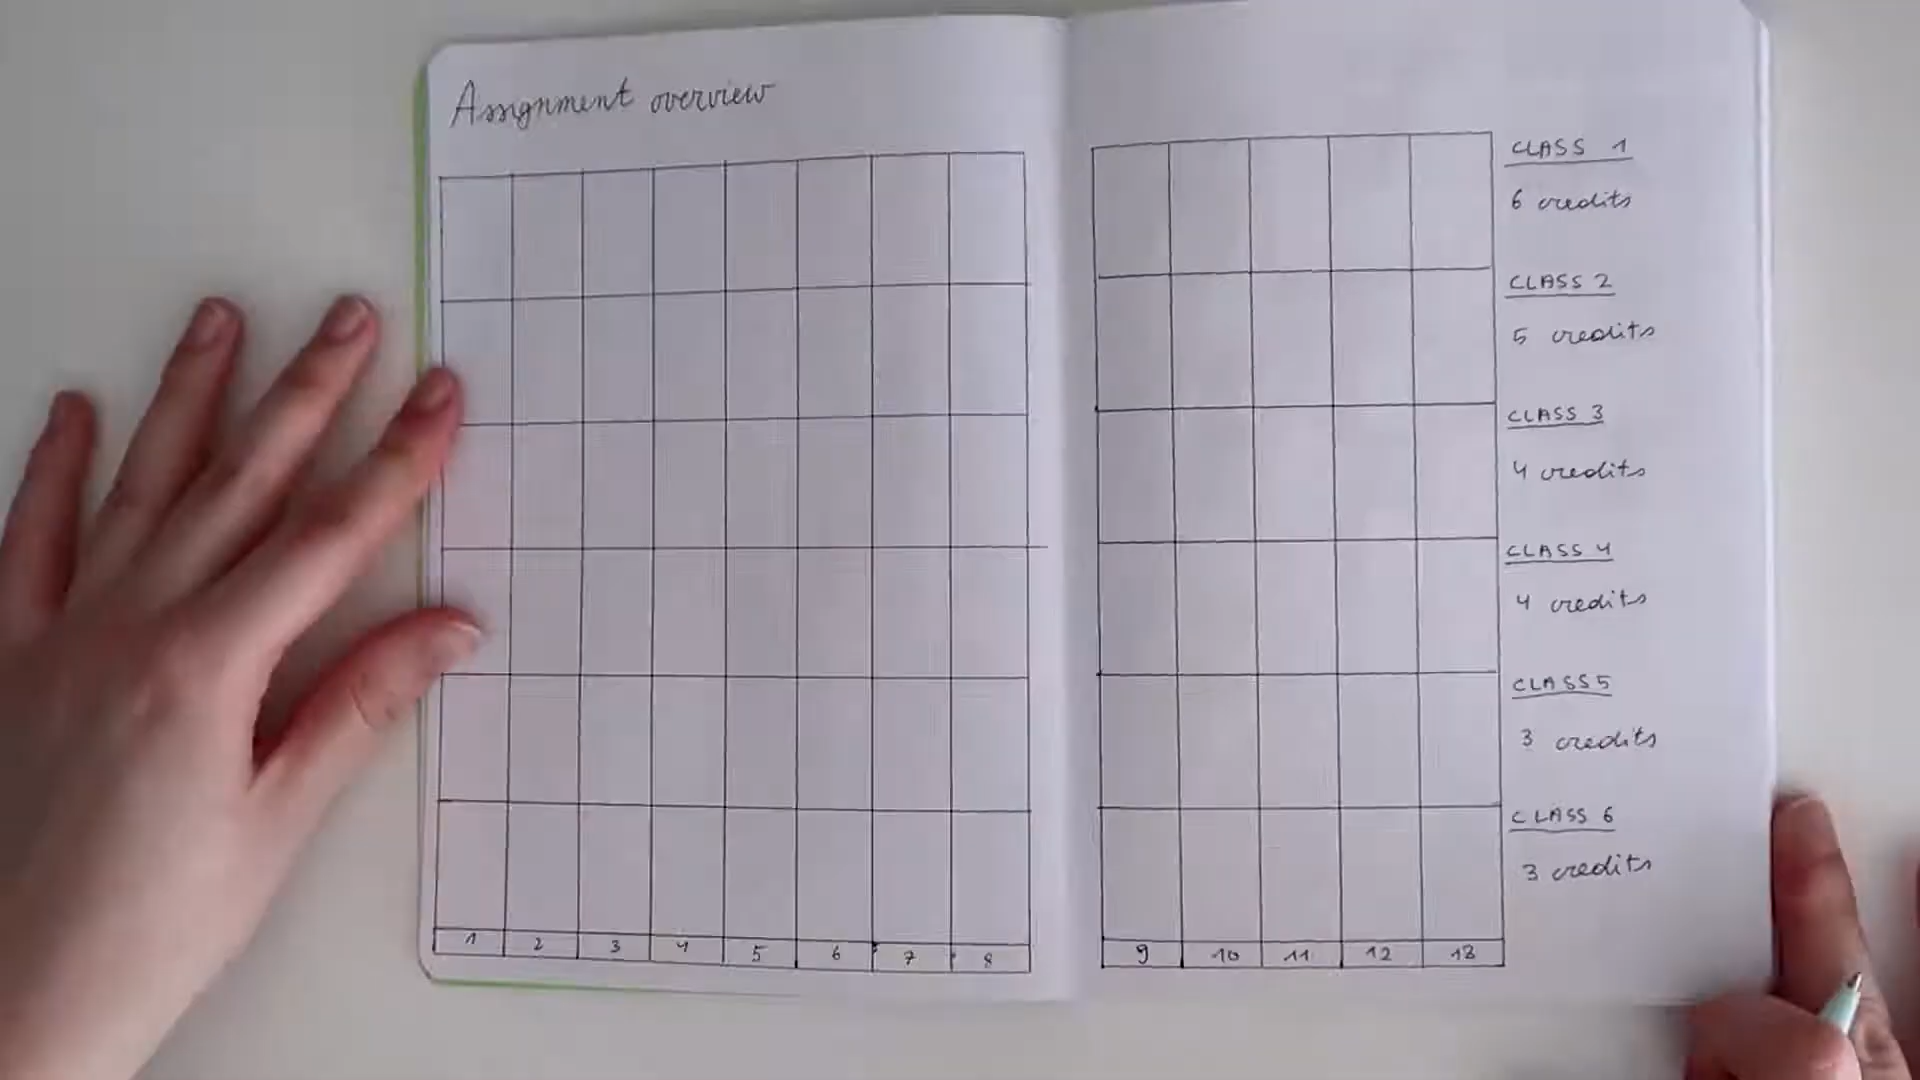 Assignment overview
CLASS 1
6 credits
CLASS 2
5 credits
CLASS 3
4 credits
CLASS 4
4 credits
CLASS 5
3 credits
CLASS 6
3 credits
1 2 3 4 5 6 7 8 9 10 11 12 13